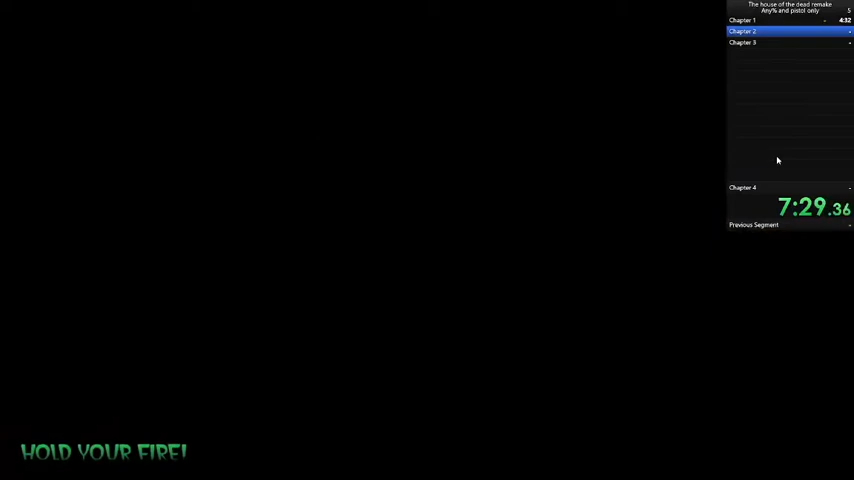 The house of the dead remake
Any% and pistol only 5
Chapter 1 - 4:32
Chapter 2 -
Chapter 3 -
Chapter 4 -
7:29.36
Previous Segment -
HOLD YOUR FIRE!